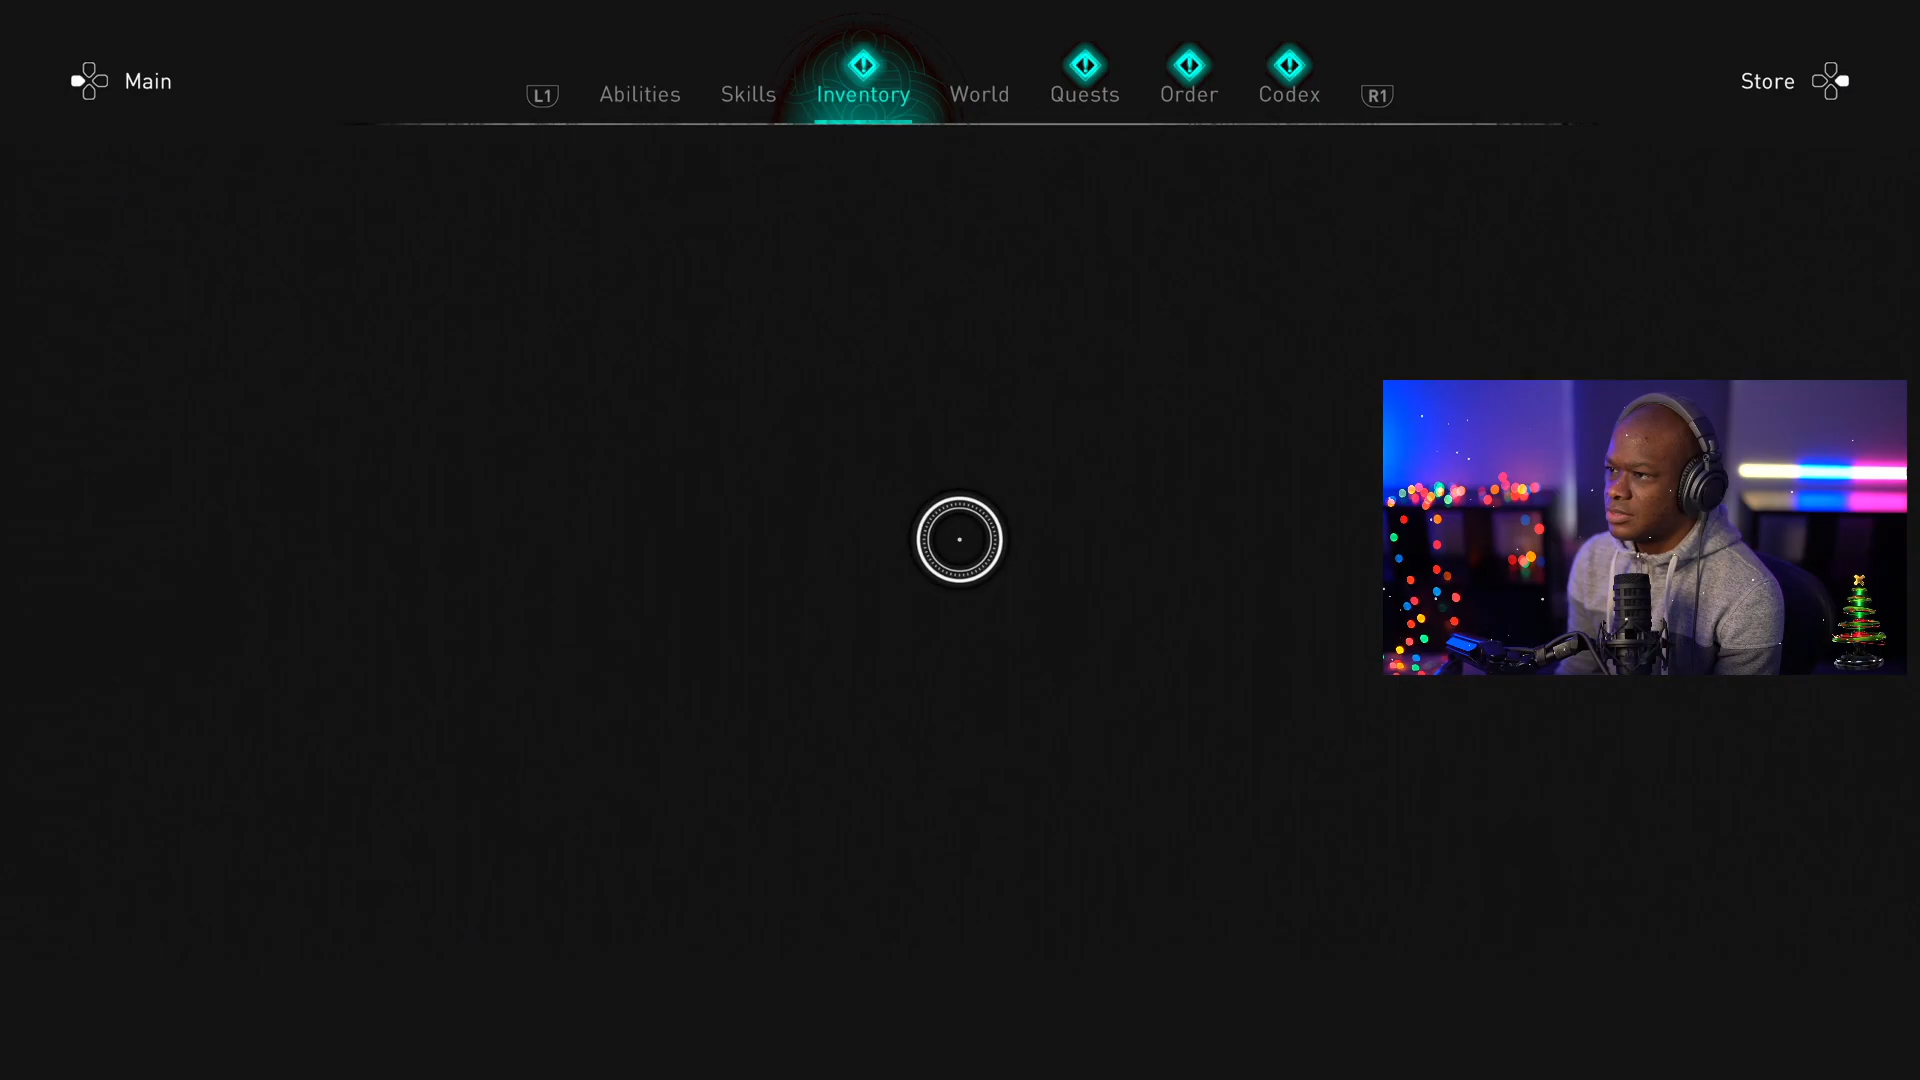 Main
L1 Abilities Skills Inventory World Quests Order Codex R1
Store